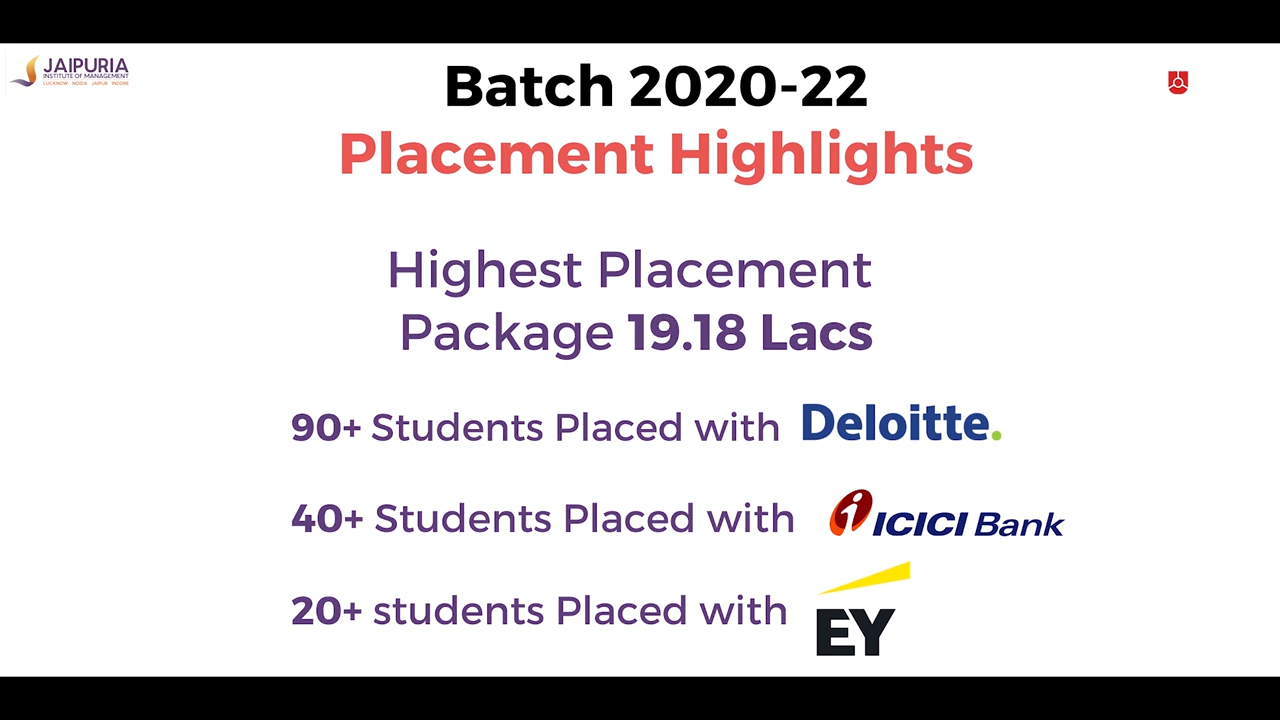 JAIPURIA
INSTITUTE OF MANAGEMENT
LUCKNOW NOIDA JAIPUR INDORE
Batch 2020-22
Placement Highlights
Highest Placement
Package 19.18 Lacs
90+ Students Placed with Deloitte.
40+ Students Placed with i ICICI Bank
20+ students Placed with EY